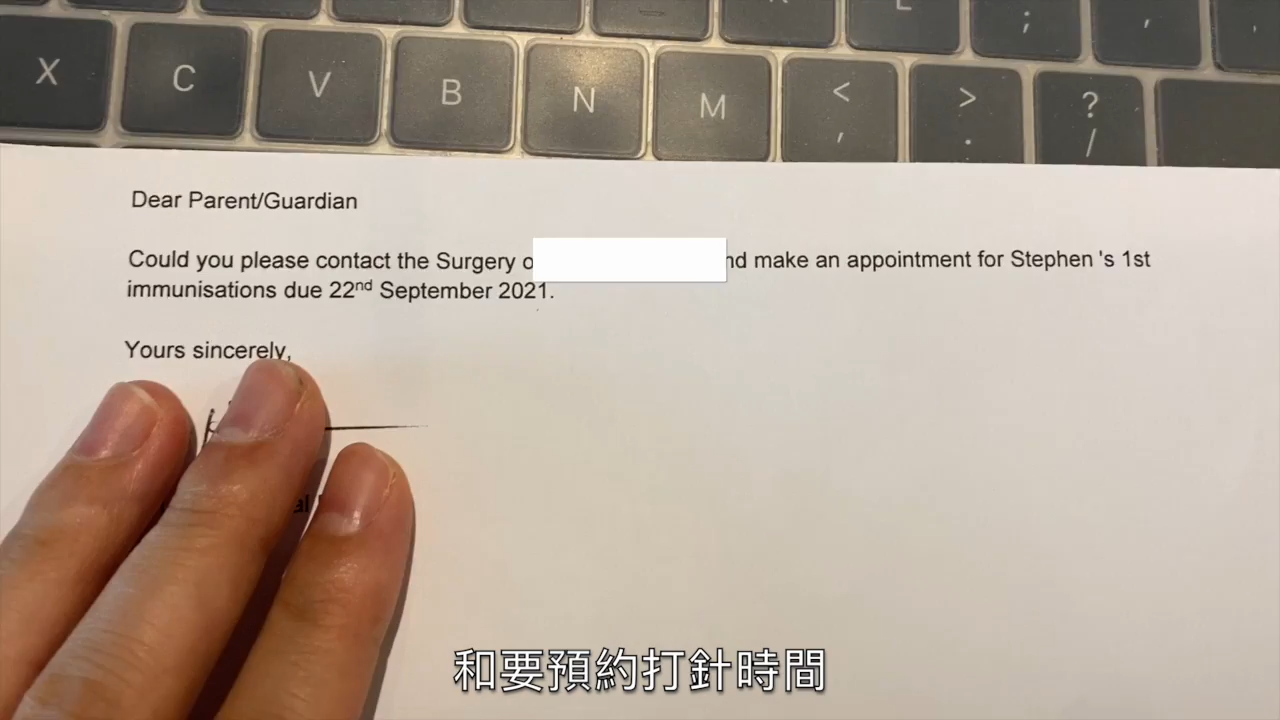 X C V B N M < , > . ? /
Dear Parent/Guardian
Could you please contact the Surgery o nd make an appointment for Stephen 's 1st
immunisations due 22nd September 2021.
Yours sincerely,
和要預約打針時間